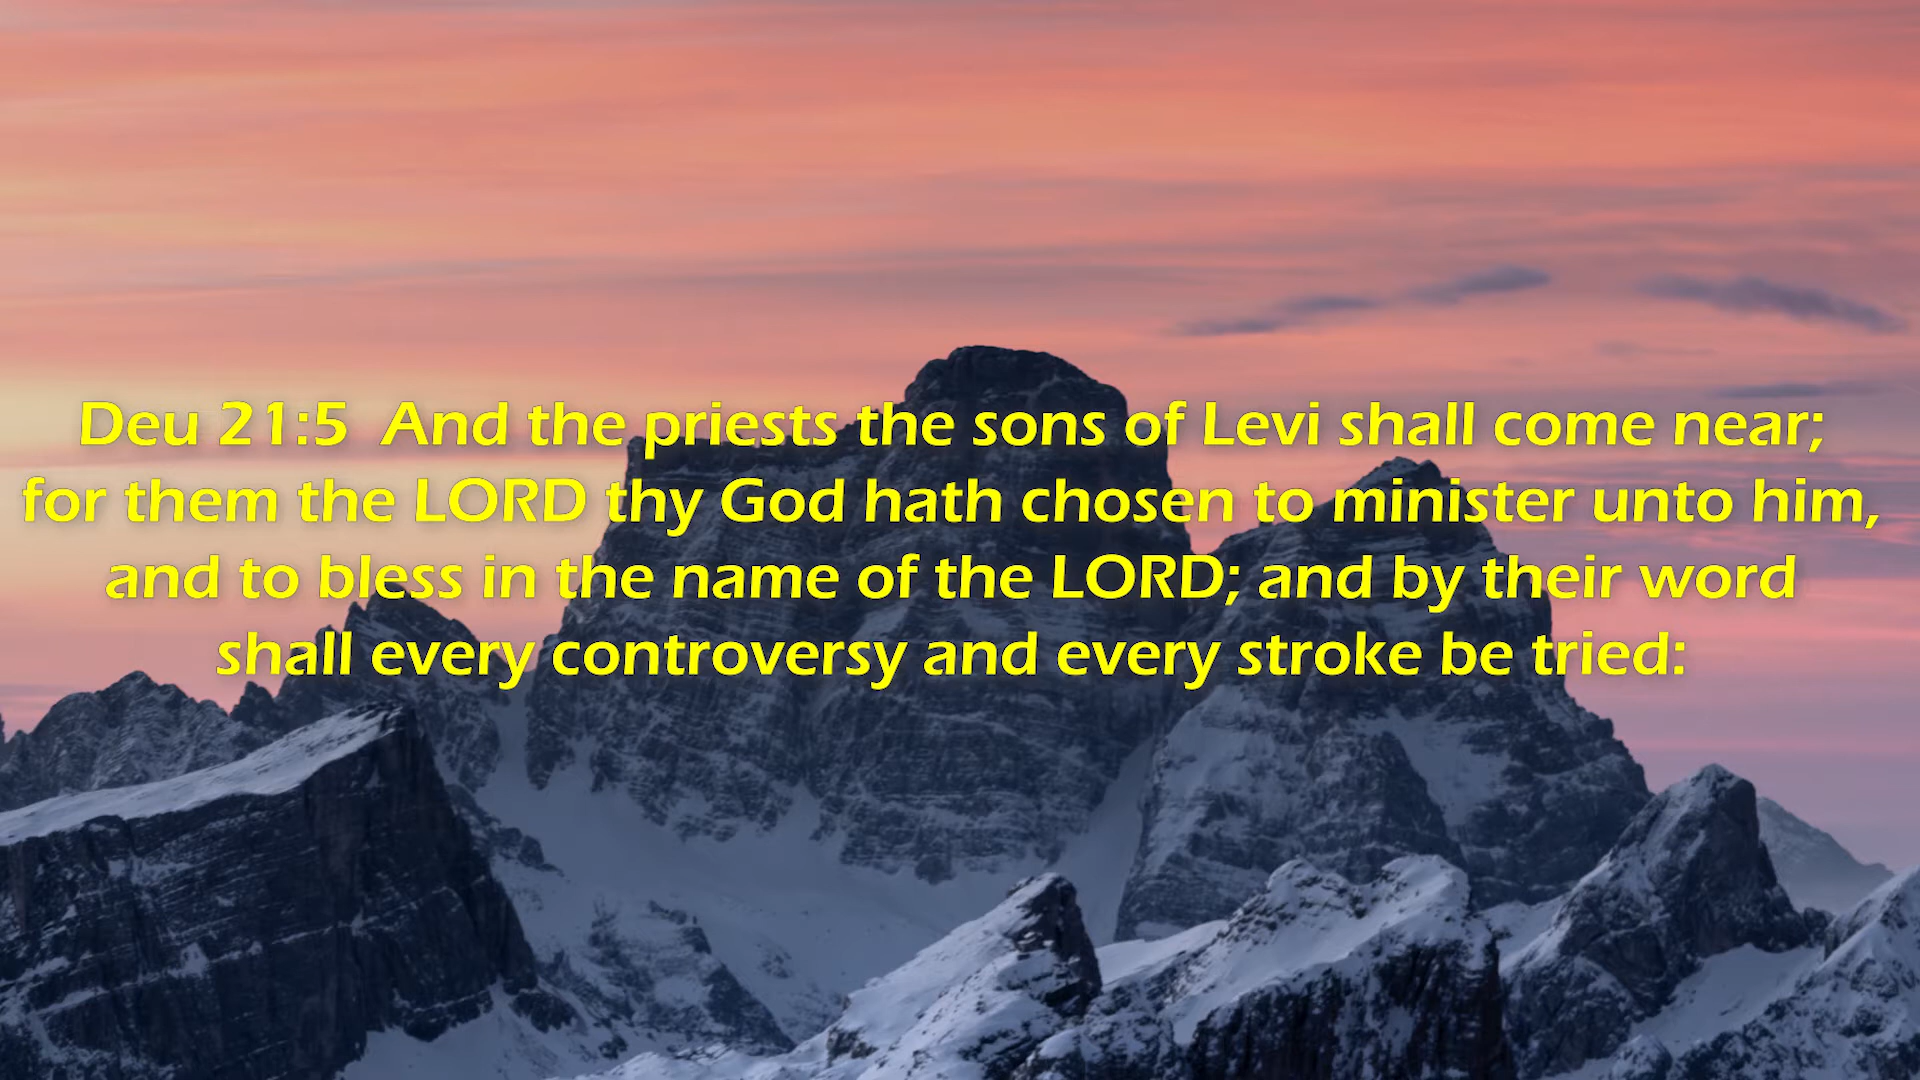 Deu 21:5  And the priests the sons of Levi shall come near;
for them the LORD thy God hath chosen to minister unto him,
and to bless in the name of the LORD; and by their word
shall every controversy and every stroke be tried: